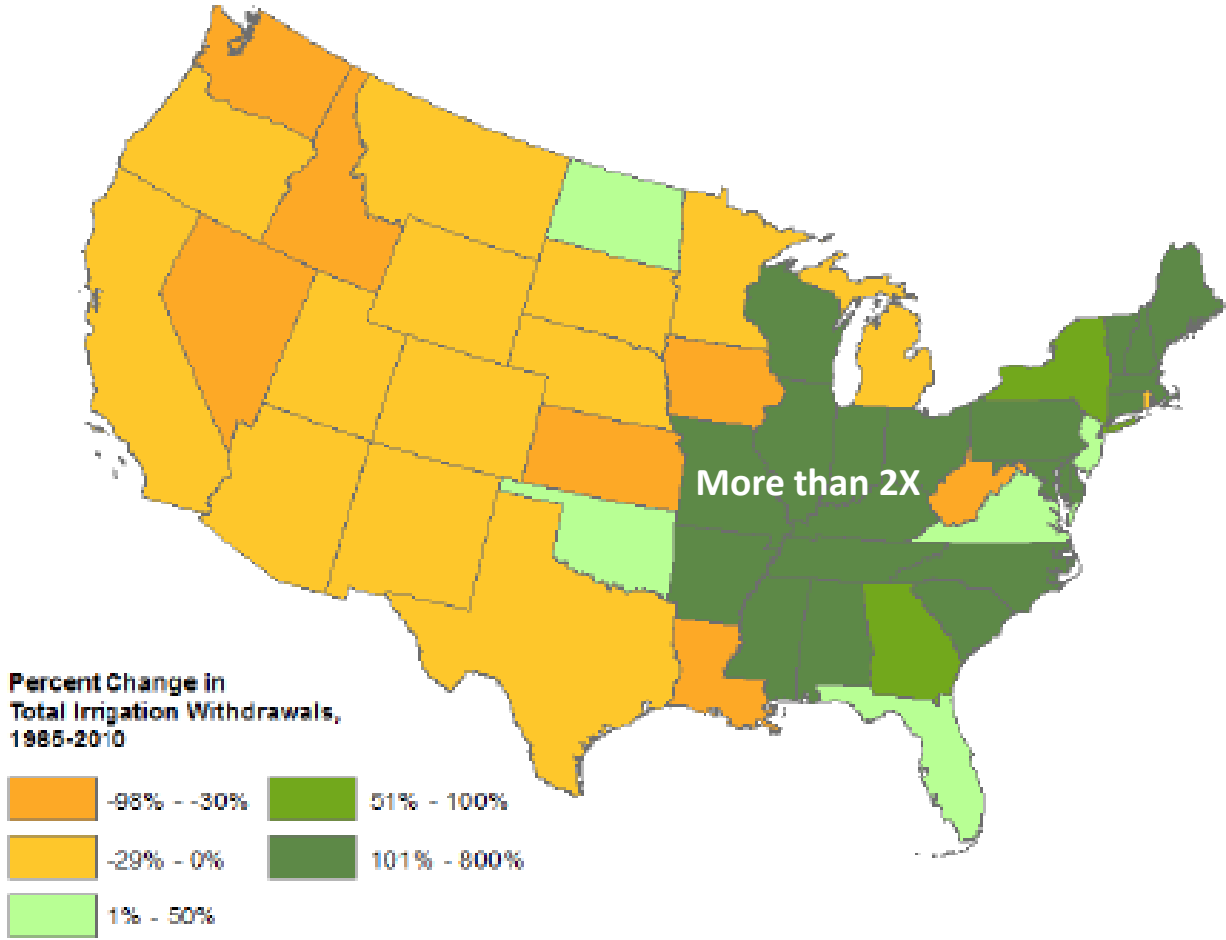 More than 2X
Percent Change in
Total Irrigation Withdrawals,
1985-2010
-98% - -30%
51% - 100%
-29% - 0%
101% - 800%
1% - 50%